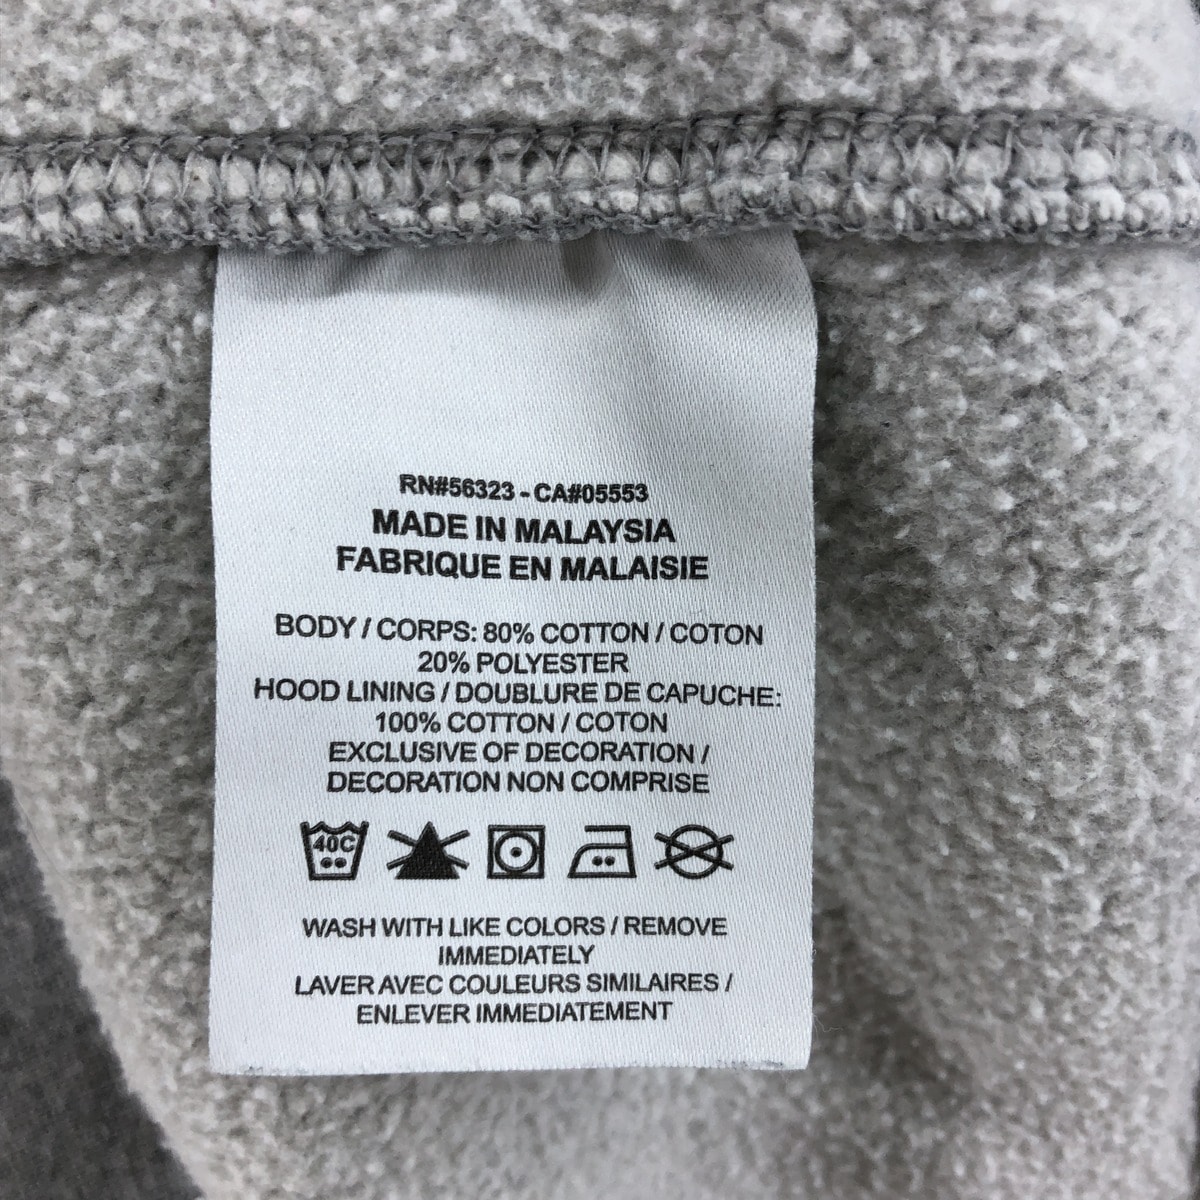 RN#56323 - CA#05553
MADE IN MALAYSIA
FABRIQUE EN MALAISIE
BODY / CORPS: 80% COTTON / COTON
20% POLYESTER
HOOD LINING / DOUBLURE DE CAPUCHE:
100% COTTON / COTON
EXCLUSIVE OF DECORATION /
DECORATION NON COMPRISE
40C
WASH WITH LIKE COLORS / REMOVE
IMMEDIATELY
LAVER AVEC COULEURS SIMILAIRES /
ENLEVER IMMEDIATEMENT